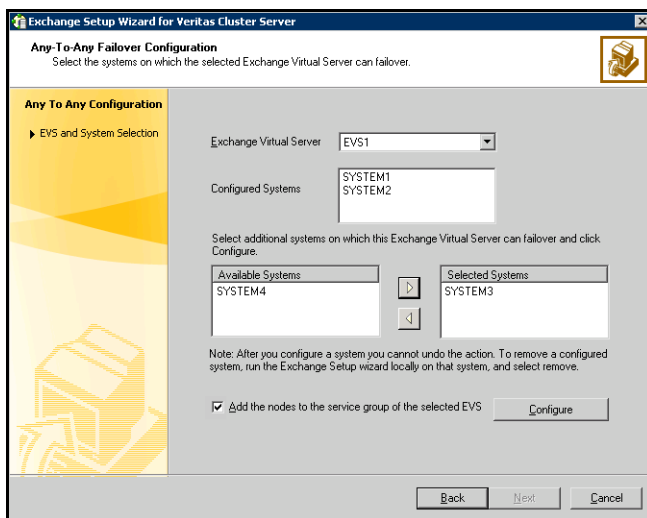 Exchange Setup Wizard for Veritas Cluster Server
Any-To-Any Failover Configuration
Select the systems on which the selected Exchange Virtual Server can failover.
Any To Any Configuration
EVS and System Selection
Exchange Virtual Server
EVS1
Configured Systems
SYSTEM1
SYSTEM2
Select additional systems on which this Exchange Virtual Server can failover and click
Configure.
Available Systems
SYSTEM4
Selected Systems
SYSTEM3
Note: After you configure a system you cannot undo the action. To remove a configured
system, run the Exchange Setup wizard locally on that system, and select remove.
Add the nodes to the service group of the selected EVS
Configure
Back
Next
Cancel